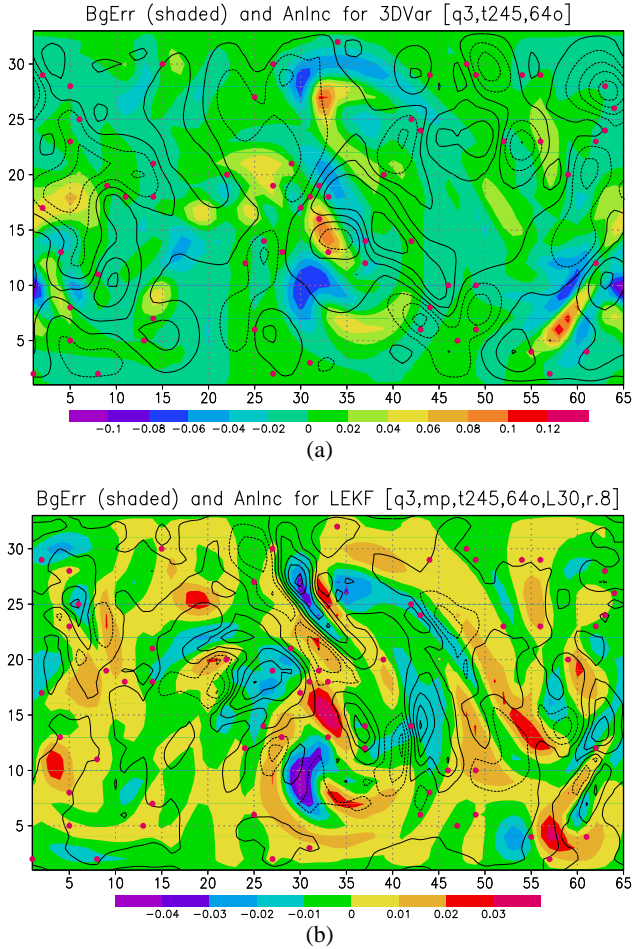 BgErr (shaded) and AnInc for 3DVar [q3,t245,64o]
30
25
20
15
10
5
5 10 15 20 25 30 35 40 45 50 55 60 65
−0.1 −0.08 −0.06 −0.04 −0.02 0 0.02 0.04 0.06 0.08 0.1 0.12
(a)
BgErr (shaded) and AnInc for LEKF [q3,mp,t245,64o,L30,r.8]
30
25
20
15
10
5
5 10 15 20 25 30 35 40 45 50 55 60 65
−0.04 −0.03 −0.02 −0.01 0 0.01 0.02 0.03
(b)